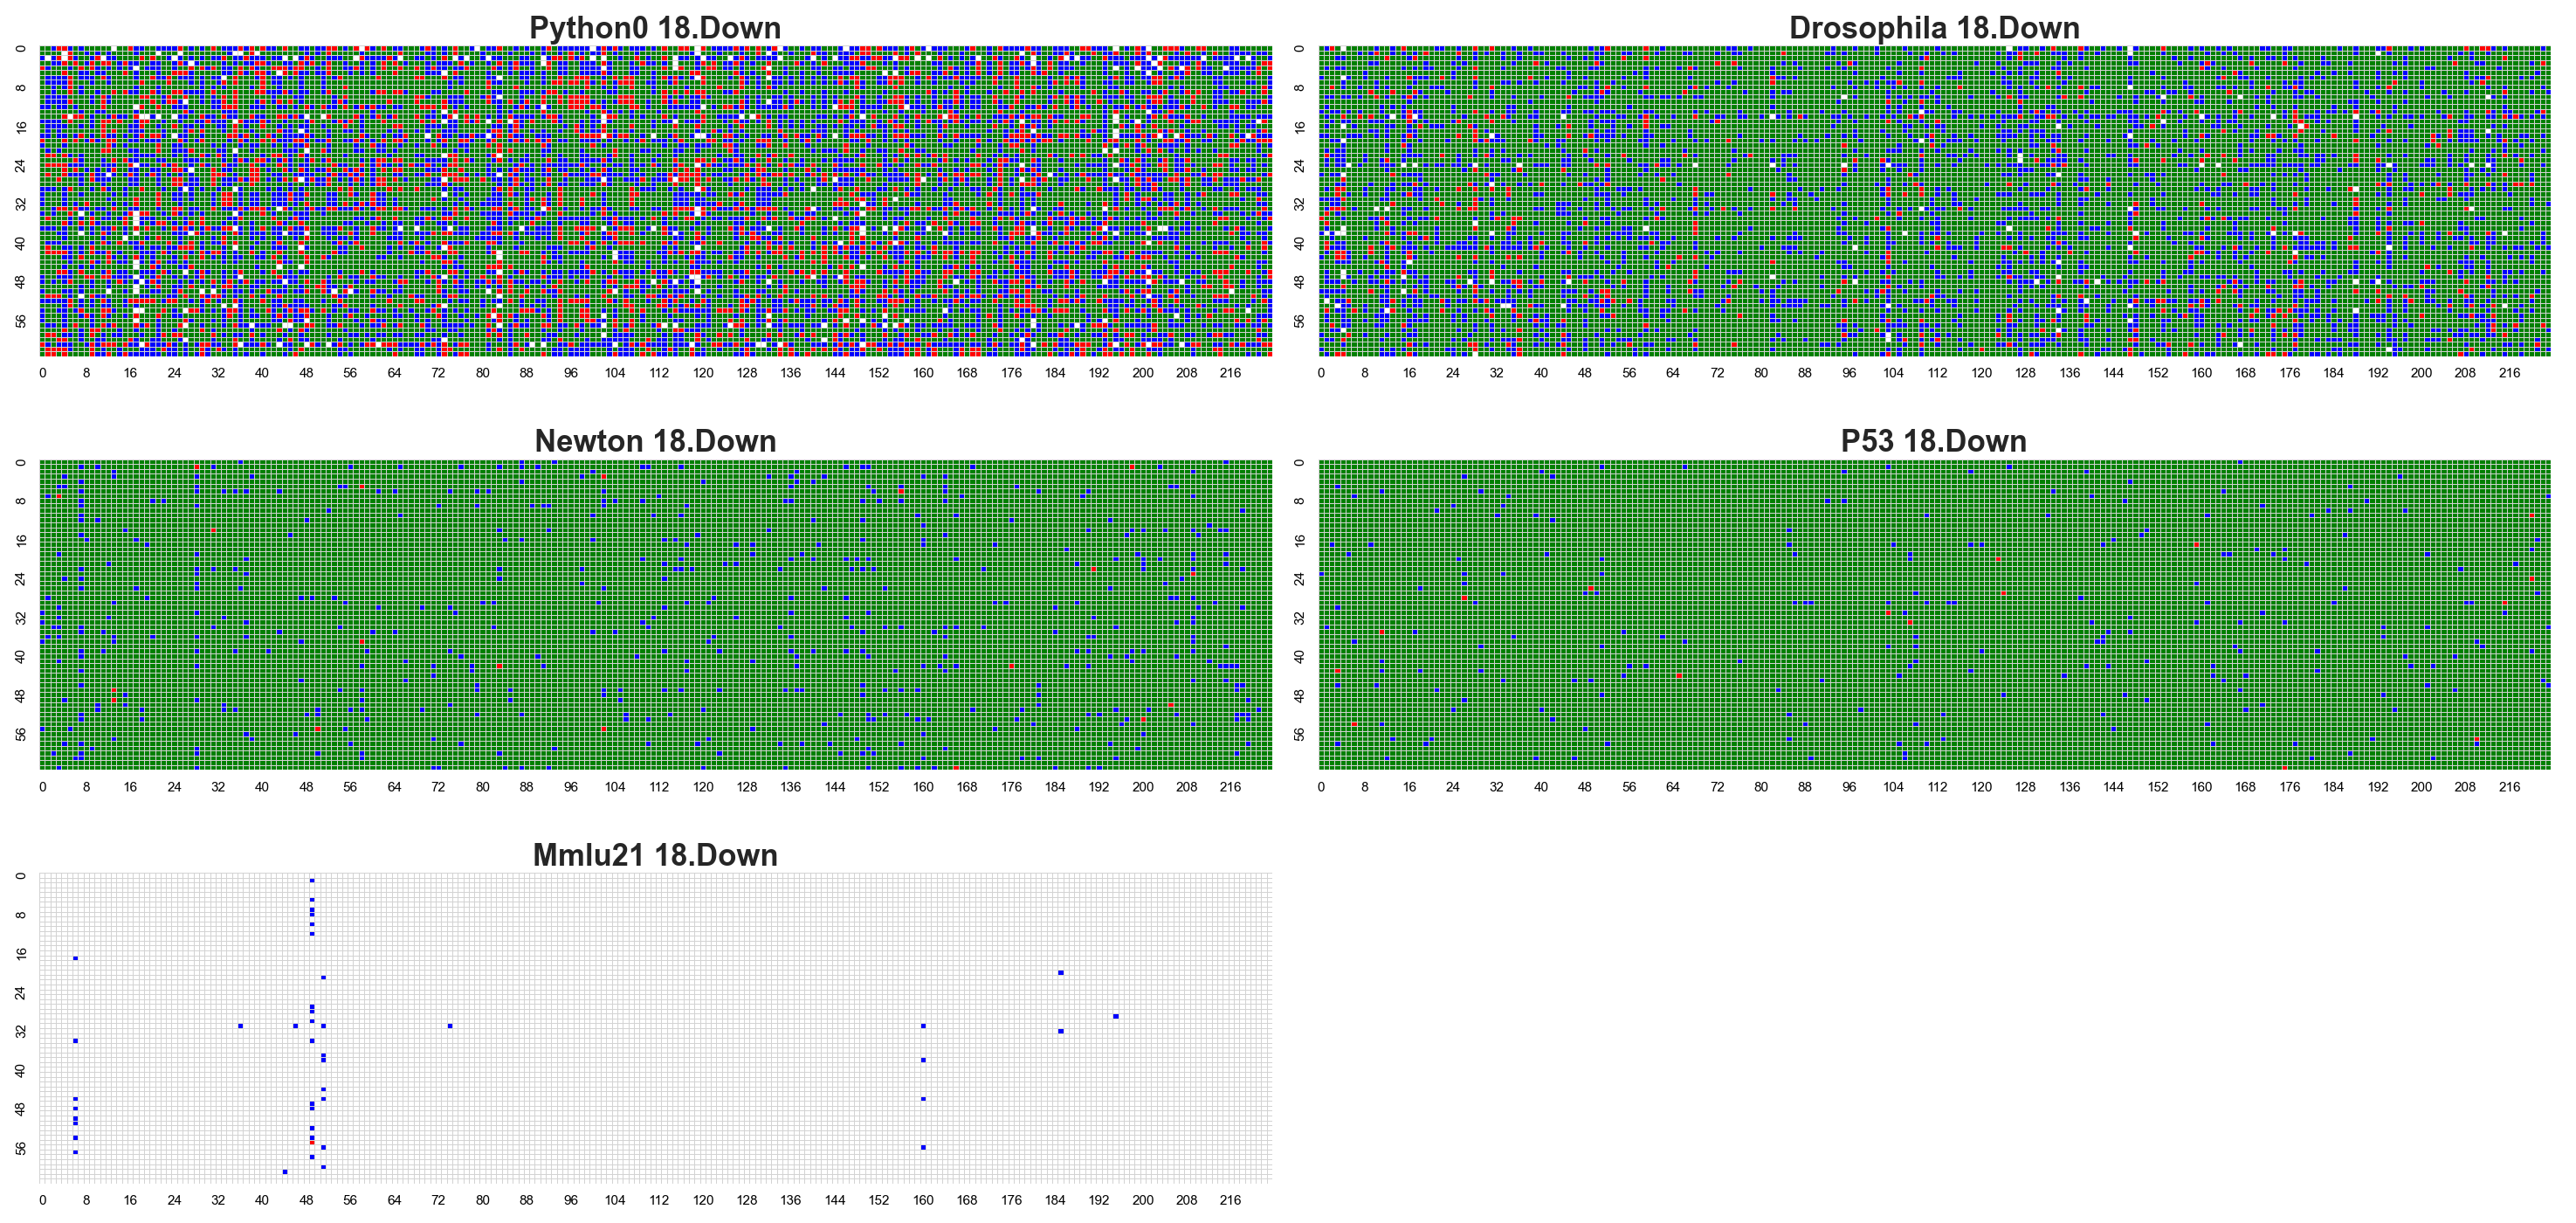 Python0 18.Down
0 8 16 24 32 40 48 56
0 8 16 24 32 40 48 56 64 72 80 88 96 104 112 120 128 136 144 152 160 168 176 184 192 200 208 216
Drosophila 18.Down
0 8 16 24 32 40 48 56
0 8 16 24 32 40 48 56 64 72 80 88 96 104 112 120 128 136 144 152 160 168 176 184 192 200 208 216
Newton 18.Down
0 8 16 24 32 40 48 56
0 8 16 24 32 40 48 56 64 72 80 88 96 104 112 120 128 136 144 152 160 168 176 184 192 200 208 216
P53 18.Down
0 8 16 24 32 40 48 56
0 8 16 24 32 40 48 56 64 72 80 88 96 104 112 120 128 136 144 152 160 168 176 184 192 200 208 216
Mmlu21 18.Down
0 8 16 24 32 40 48 56
0 8 16 24 32 40 48 56 64 72 80 88 96 104 112 120 128 136 144 152 160 168 176 184 192 200 208 216